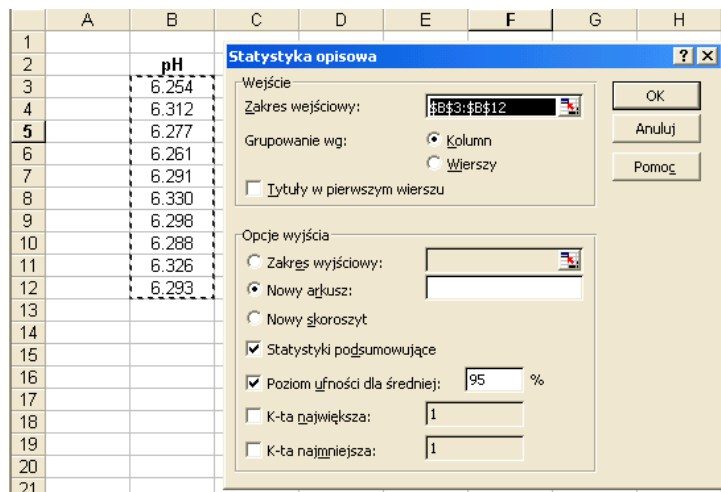 A B C D E F G H
1
2 pH
3 6.254
4 6.312
5 6.277
6 6.261
7 6.291
8 6.330
9 6.298
10 6.288
11 6.326
12 6.293
13
14
15
16
17
18
19
20
21
Statystyka opisowa ? X
Wejście
Zakres wejściowy: $B$3:$B$12
Grupowanie wg: Kolumn
Wierszy
Tytuły w pierwszym wierszu
OK
Anuluj
Pomoc
Opcje wyjścia
Zakres wyjściowy:
Nowy arkusz:
Nowy skoroszyt
Statystyki podsumowujące
Poziom ufności dla średniej: 95 %
K-ta największa: 1
K-ta najmniejsza: 1